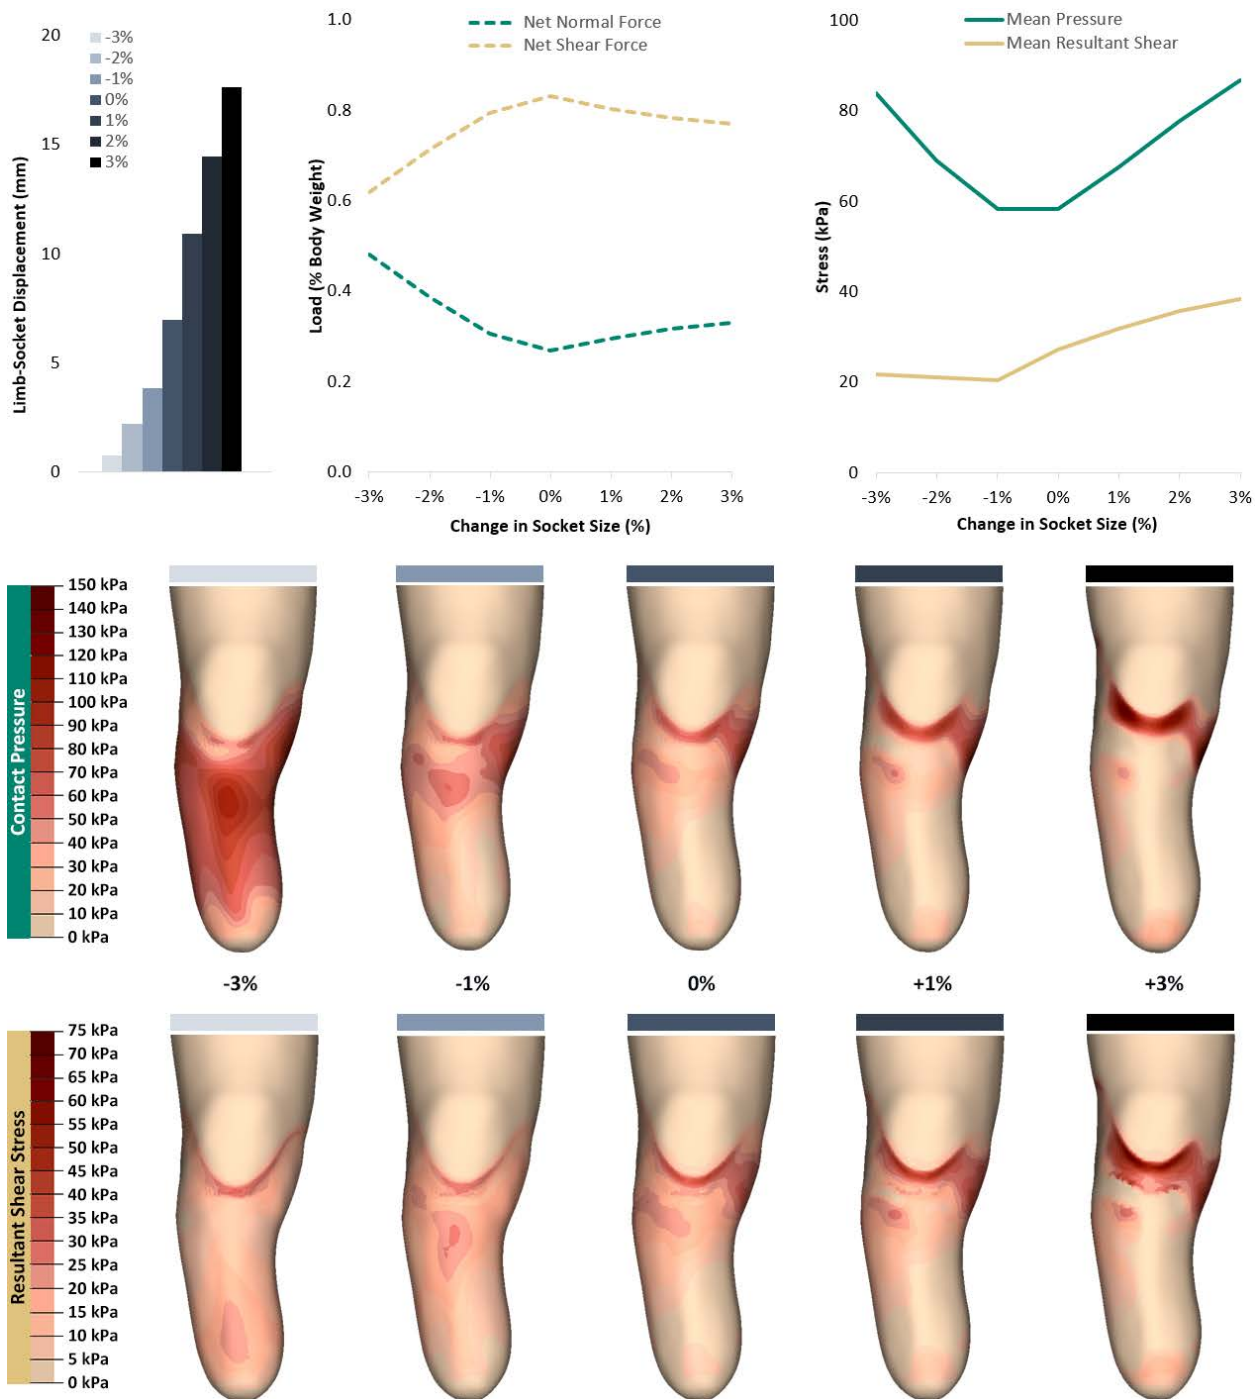 Limb-Socket Displacement (mm)
20
15
10
5
0
-3%
-2%
-1%
0%
1%
2%
3%
Net Normal Force
Net Shear Force
Load (% Body Weight)
1.0
0.8
0.6
0.4
0.2
0.0
-3% -2% -1% 0% 1% 2% 3%
Change in Socket Size (%)
Mean Pressure
Mean Resultant Shear
Stress (kPa)
100
80
60
40
20
0
-3% -2% -1% 0% 1% 2% 3%
Change in Socket Size (%)
Contact Pressure
150 kPa
140 kPa
130 kPa
120 kPa
110 kPa
100 kPa
90 kPa
80 kPa
70 kPa
60 kPa
50 kPa
40 kPa
30 kPa
20 kPa
10 kPa
0 kPa
-3% -1% 0% +1% +3%
Resultant Shear Stress
75 kPa
70 kPa
65 kPa
60 kPa
55 kPa
50 kPa
45 kPa
40 kPa
35 kPa
30 kPa
25 kPa
20 kPa
15 kPa
10 kPa
5 kPa
0 kPa